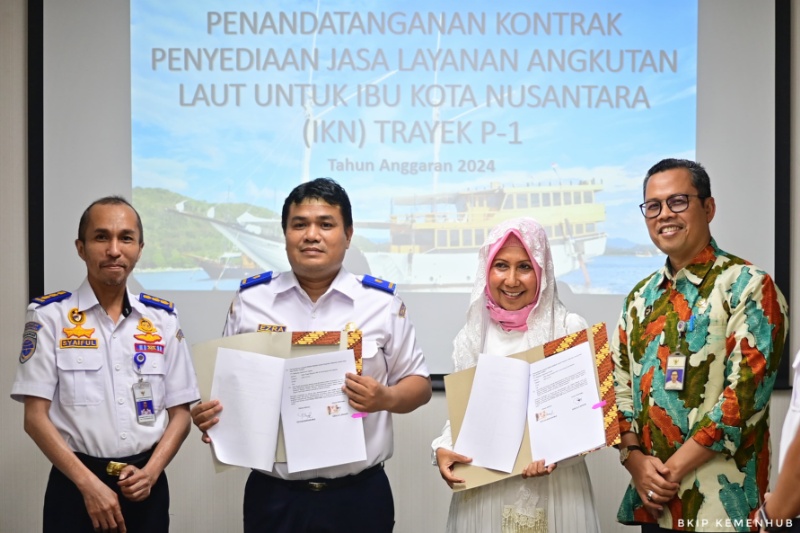 PENANDATANGANAN KONTRAK
PENYEDIAAN JASA LAYANAN ANGKUTAN
LAUT UNTUK IBU KOTA NUSANTARA
(IKN) TRAYEK P-1
Tahun Anggaran 2024
SYAIFUL
EZRA
BKIP KEMENHUB